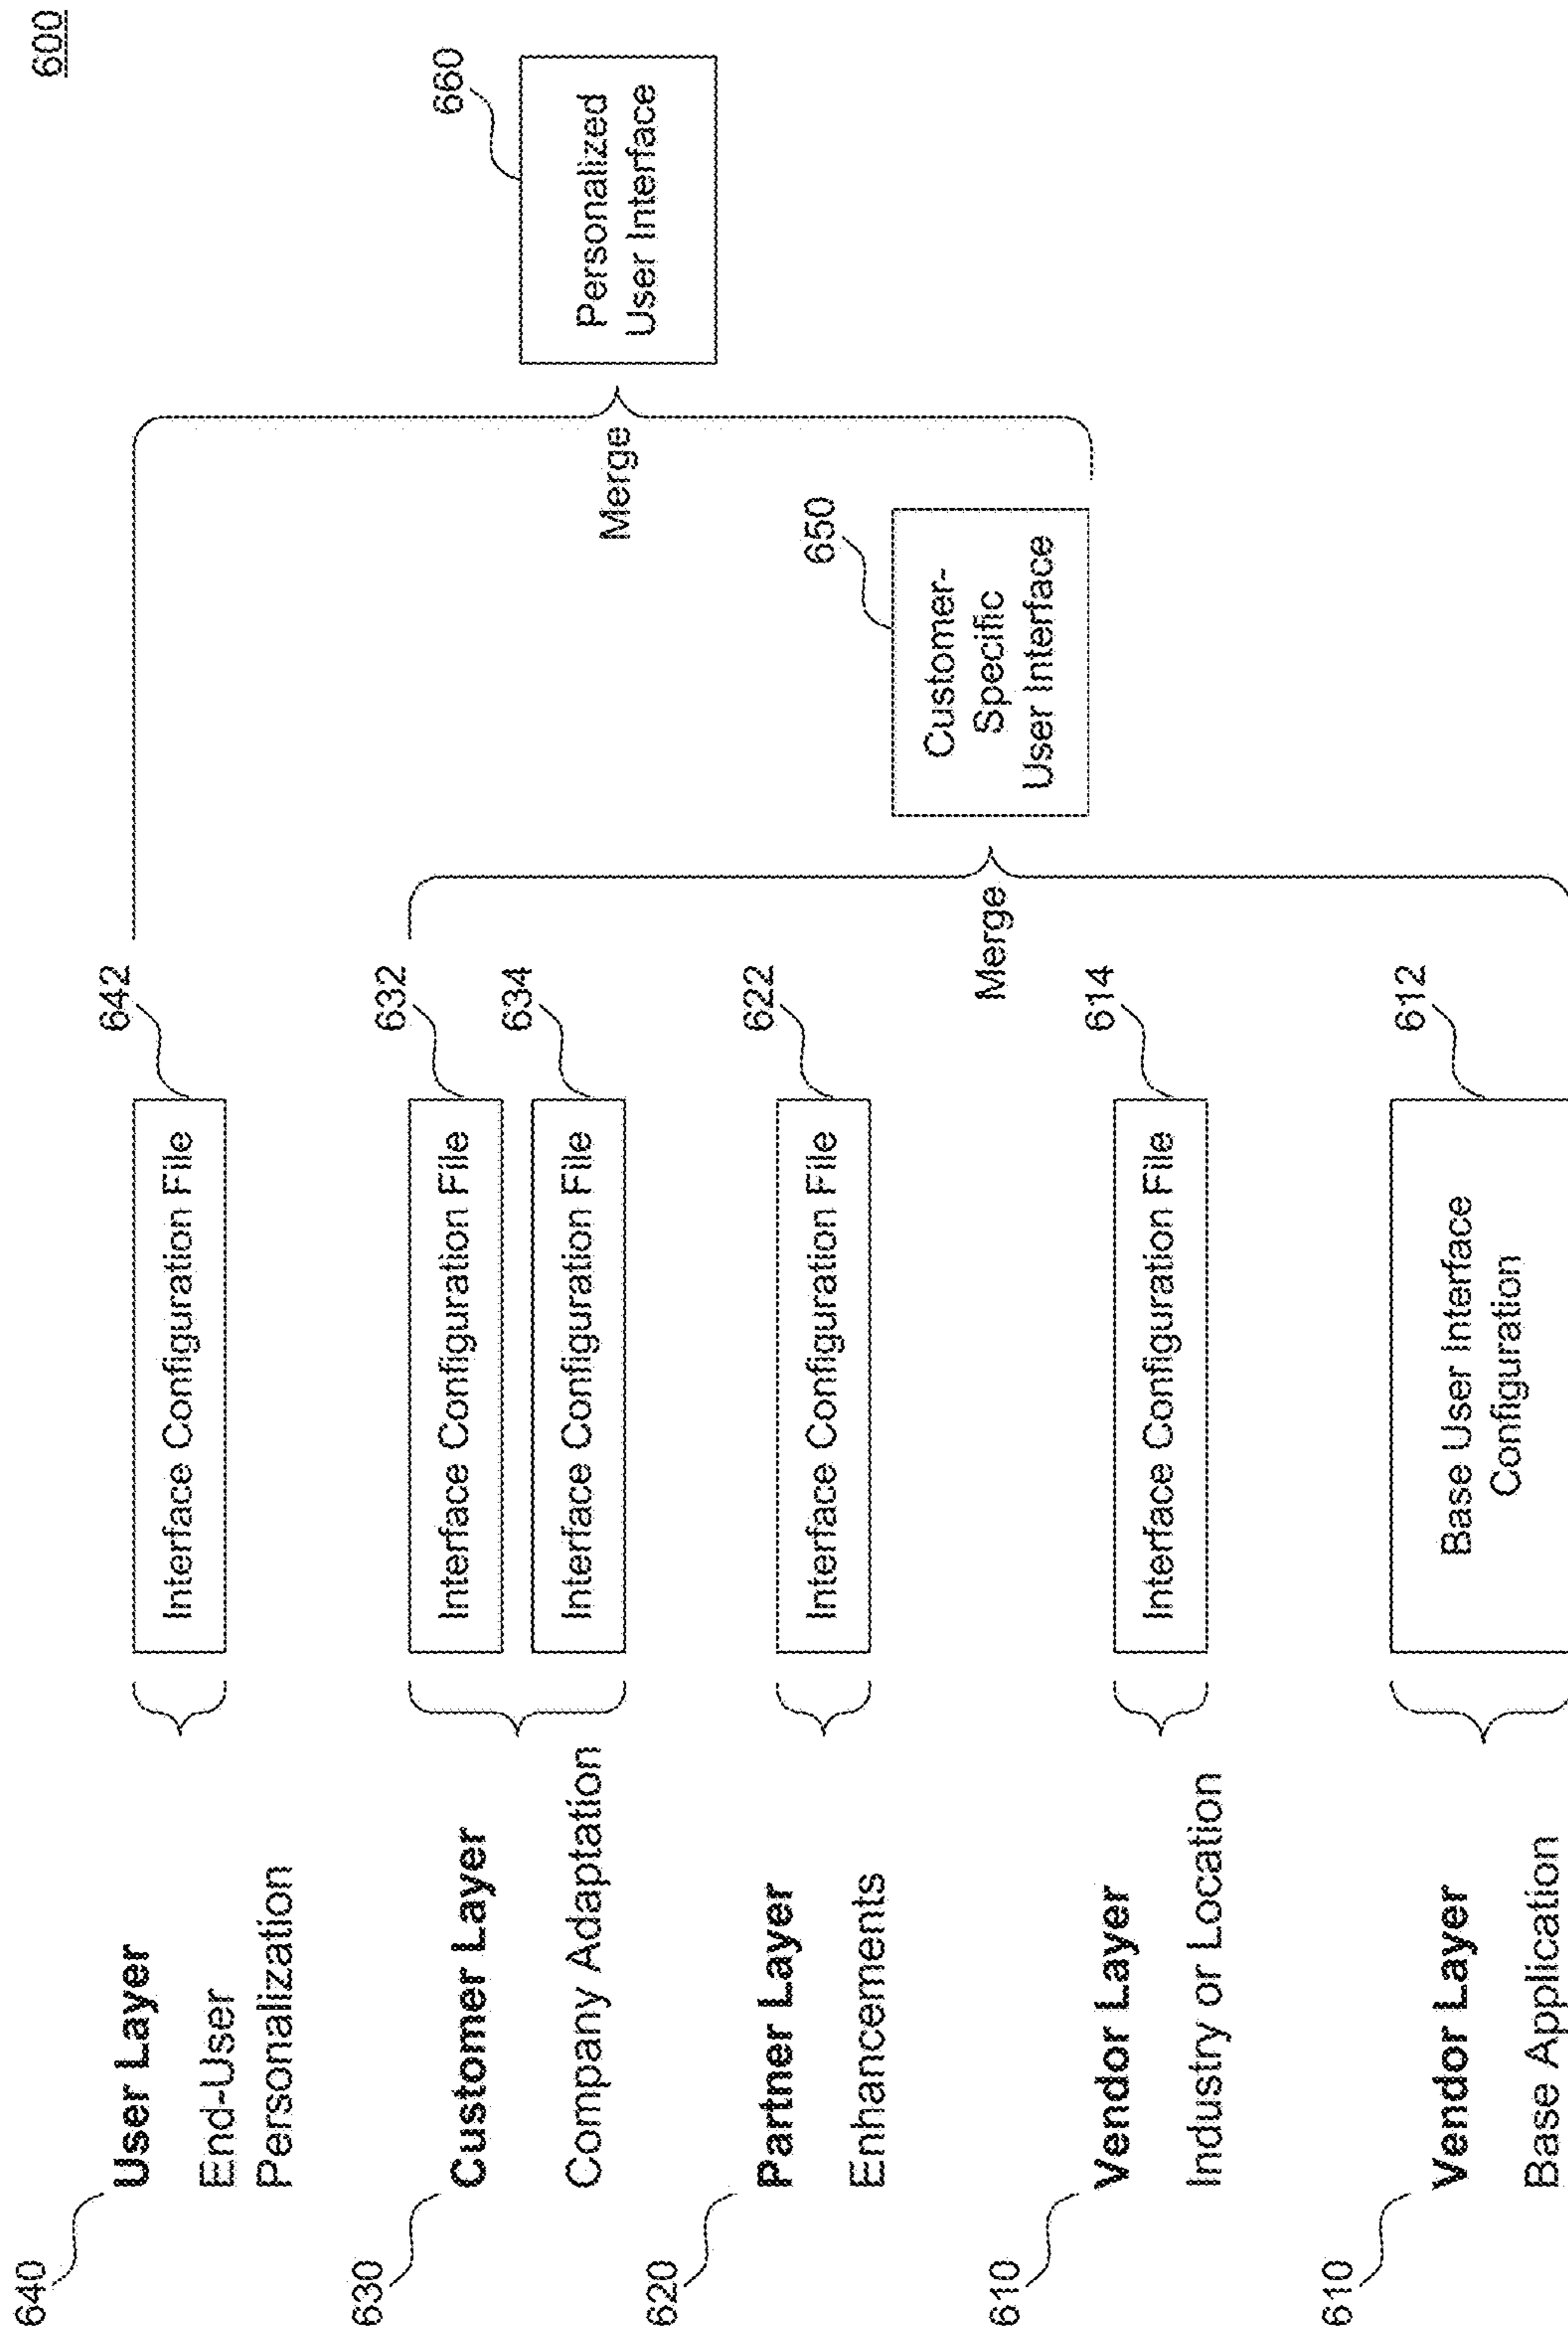 600
640
User Layer
End-User
Personalization
Interface Configuration File
642
630
Customer Layer
Company Adaptation
Interface Configuration File
632
Interface Configuration File
634
620
Partner Layer
Enhancements
Interface Configuration File
622
610
Vendor Layer
Industry or Location
Interface Configuration File
614
610
Vendor Layer
Base Application
Base User Interface
Configuration
612
Merge
Customer-
Specific
User Interface
650
Merge
Personalized
User Interface
660